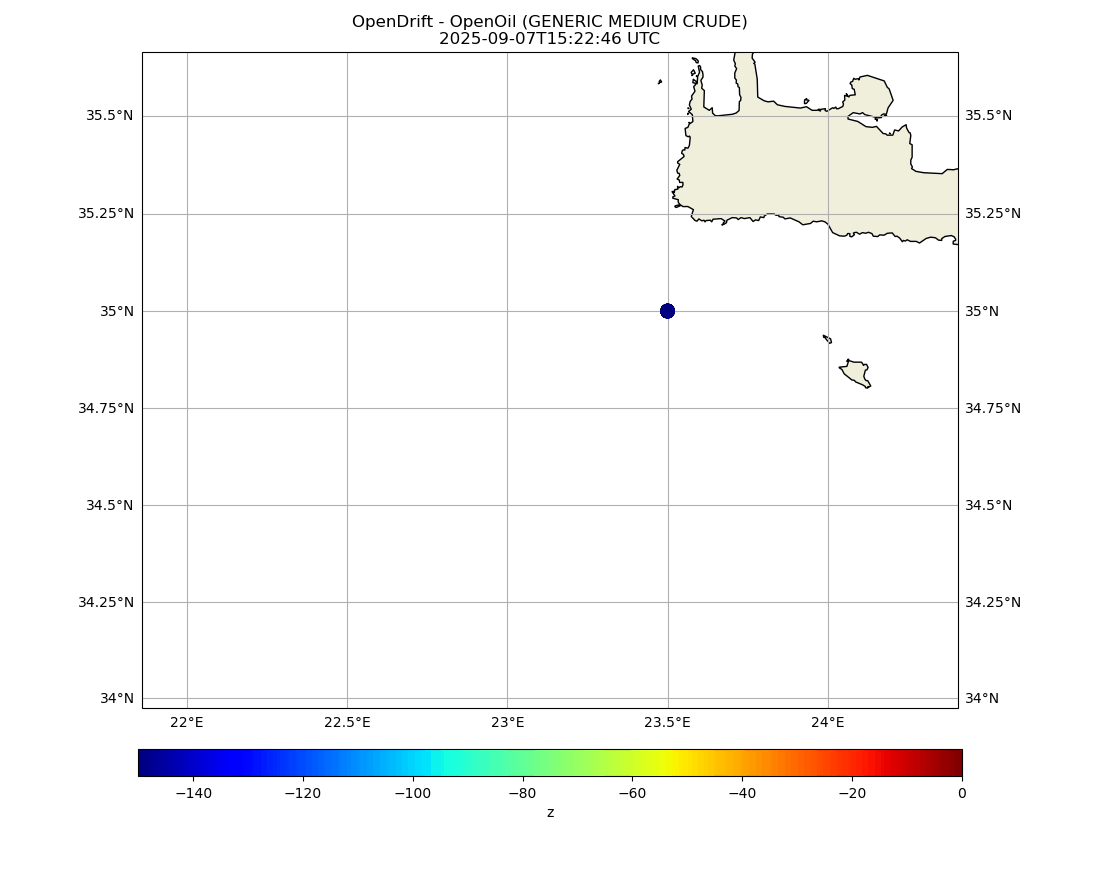 OpenDrift - OpenOil (GENERIC MEDIUM CRUDE)
2025-09-07T15:22:46 UTC
35.5°N 35.5°N
35.25°N 35.25°N
35°N 35°N
34.75°N 34.75°N
34.5°N 34.5°N
34.25°N 34.25°N
34°N 34°N
22°E 22.5°E 23°E 23.5°E 24°E
−140 −120 −100 −80 −60 −40 −20 0
z